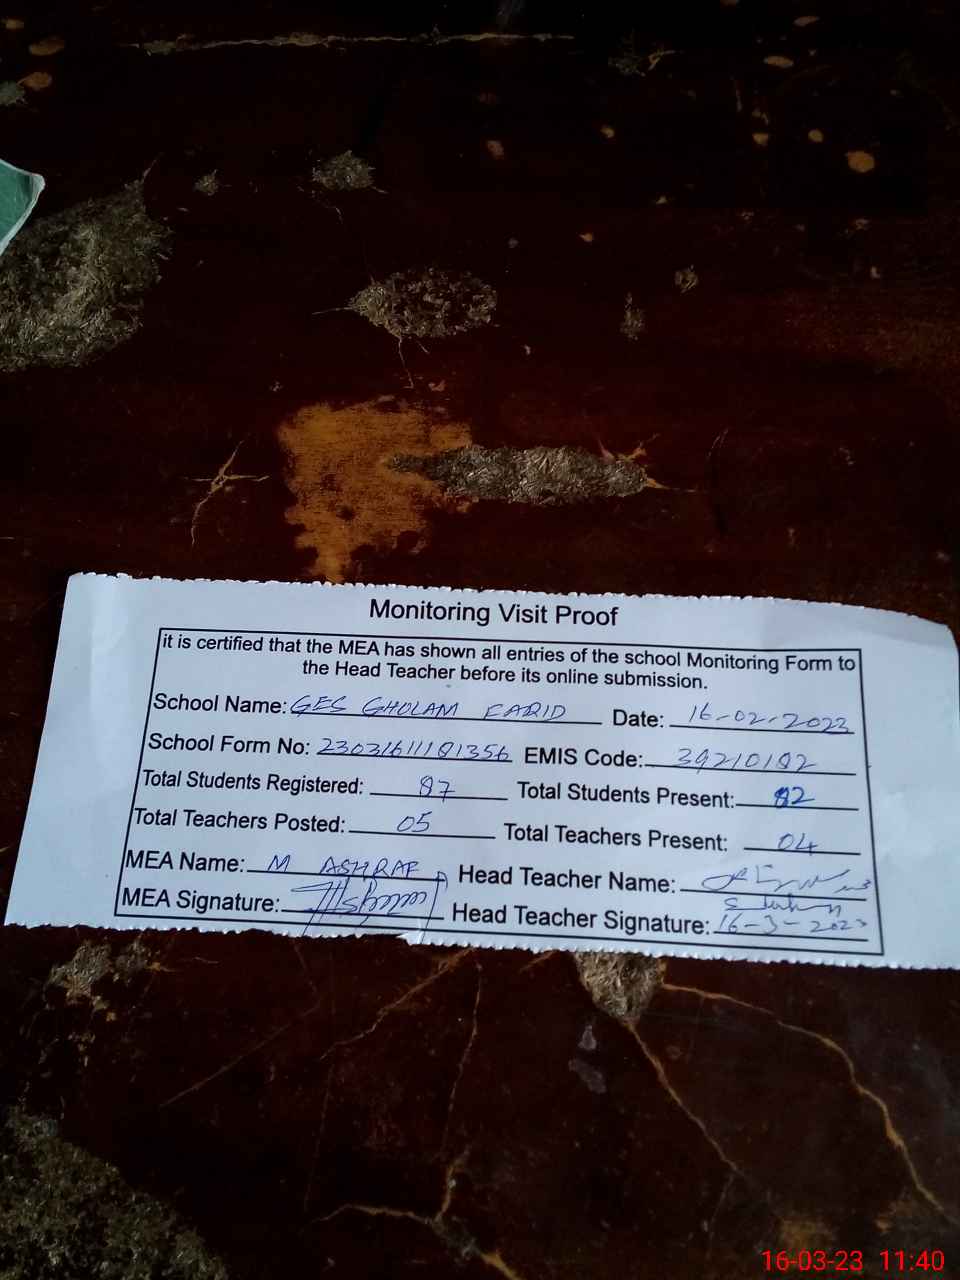 Monitoring Visit Proof
it is certified that the MEA has shown all entries of the school Monitoring Form to
the Head Teacher before its online submission.
School Name: GES GHOLAM FARID Date: 16-02-2023
School Form No: 23031611181356 EMIS Code: 39210182
Total Students Registered: 87 Total Students Present: 82
Total Teachers Posted: 05 Total Teachers Present: 04
MEA Name: M ASHRAF Head Teacher Name:
MEA Signature: Head Teacher Signature: 16-3-2023
16-03-23 11:40